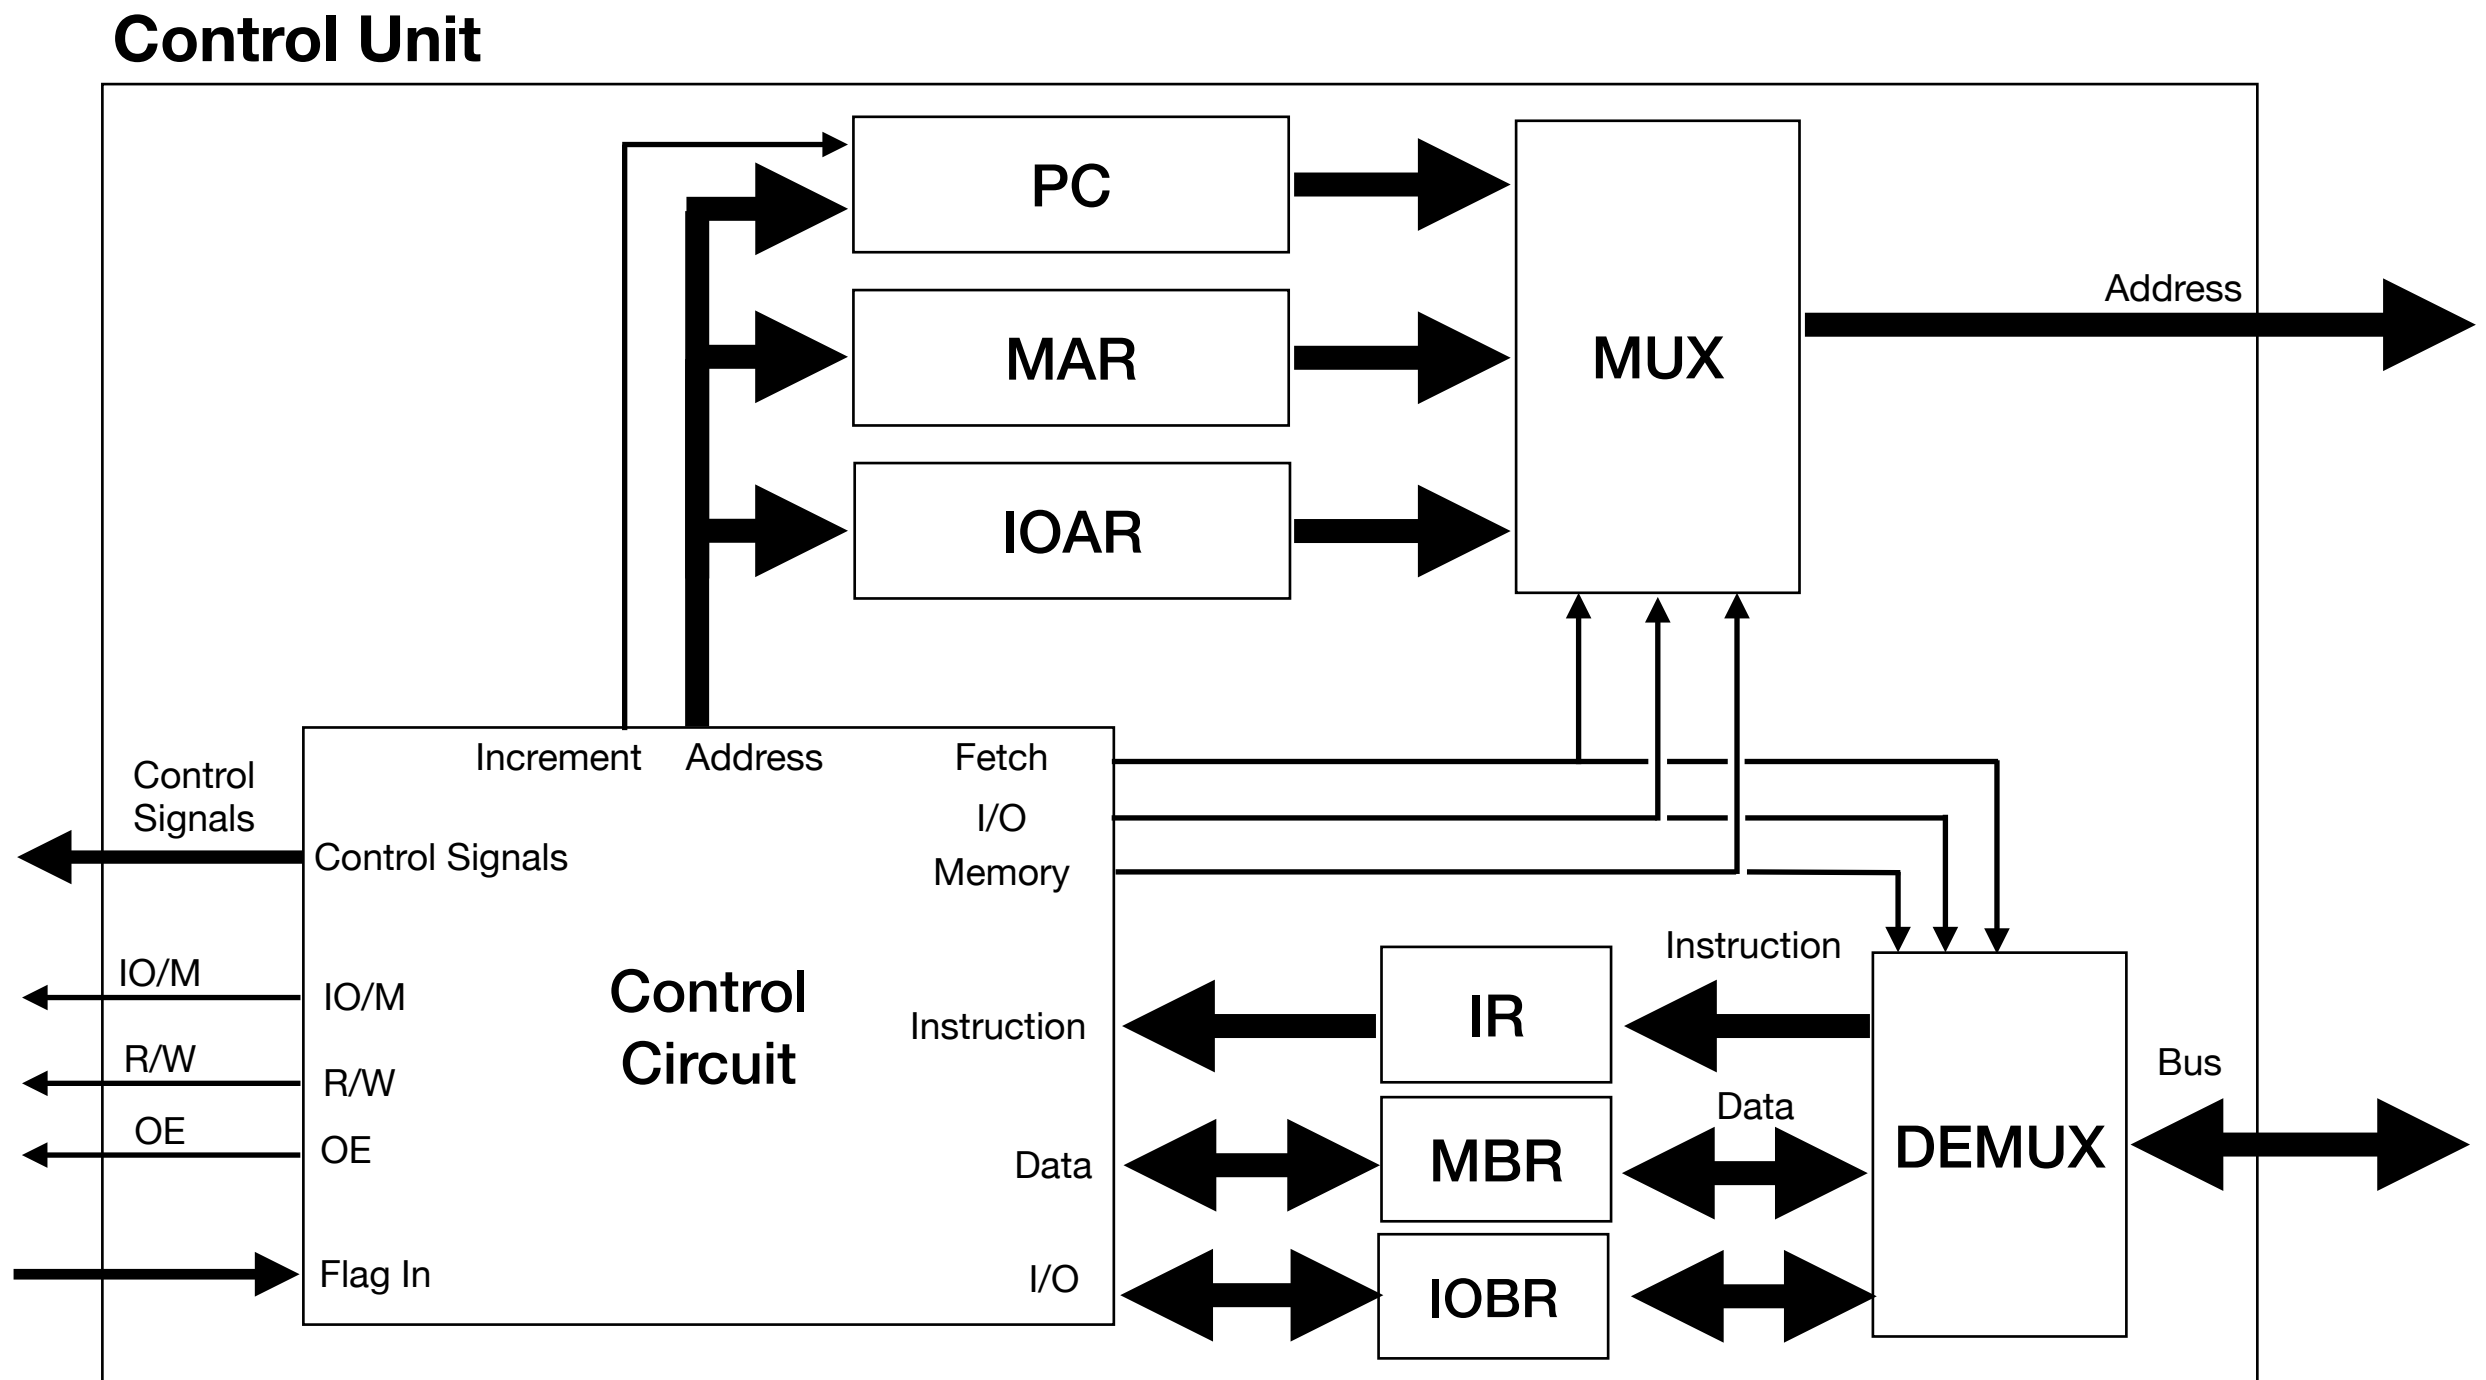 Control Unit
PC
MAR
MUX
IOAR
Address
Increment
Address
Fetch
Control
Signals
I/O
Control Signals
Memory
IO/M
IO/M
Control
Circuit
Instruction
IR
Instruction
R/W
R/W
Bus
OE
OE
Data
MBR
Data
DEMUX
Flag In
I/O
IOBR